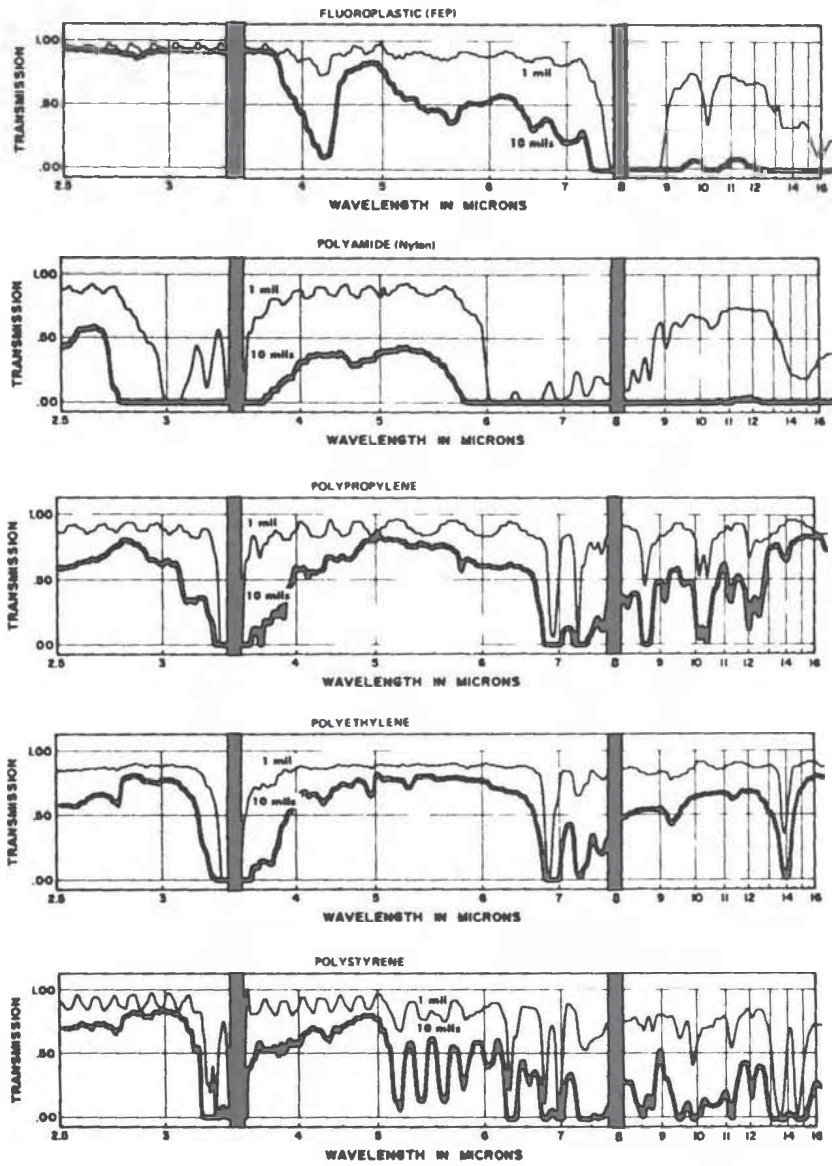 FLUOROPLASTIC (FEP)
TRANSMISSION
1.00
.50
.00
1 mil
10 mils
2.5 3 4 5 6 7 8 9 10 11 12 14 16
WAVELENGTH IN MICRONS
POLYAMIDE (Nylon)
TRANSMISSION
1.00
.50
.00
1 mil
10 mils
2.5 3 4 5 6 7 8 9 10 11 12 14 16
WAVELENGTH IN MICRONS
POLYPROPYLENE
TRANSMISSION
1.00
.50
.00
1 mil
10 mils
2.5 3 4 5 6 7 8 9 10 11 12 14 16
WAVELENGTH IN MICRONS
POLYETHYLENE
TRANSMISSION
1.00
.50
.00
1 mil
10 mils
2.5 3 4 5 6 7 8 9 10 11 12 14 16
WAVELENGTH IN MICRONS
POLYSTYRENE
TRANSMISSION
1.00
.50
.00
1 mil
10 mils
2.5 3 4 5 6 7 8 9 10 11 12 14 16
WAVELENGTH IN MICRONS